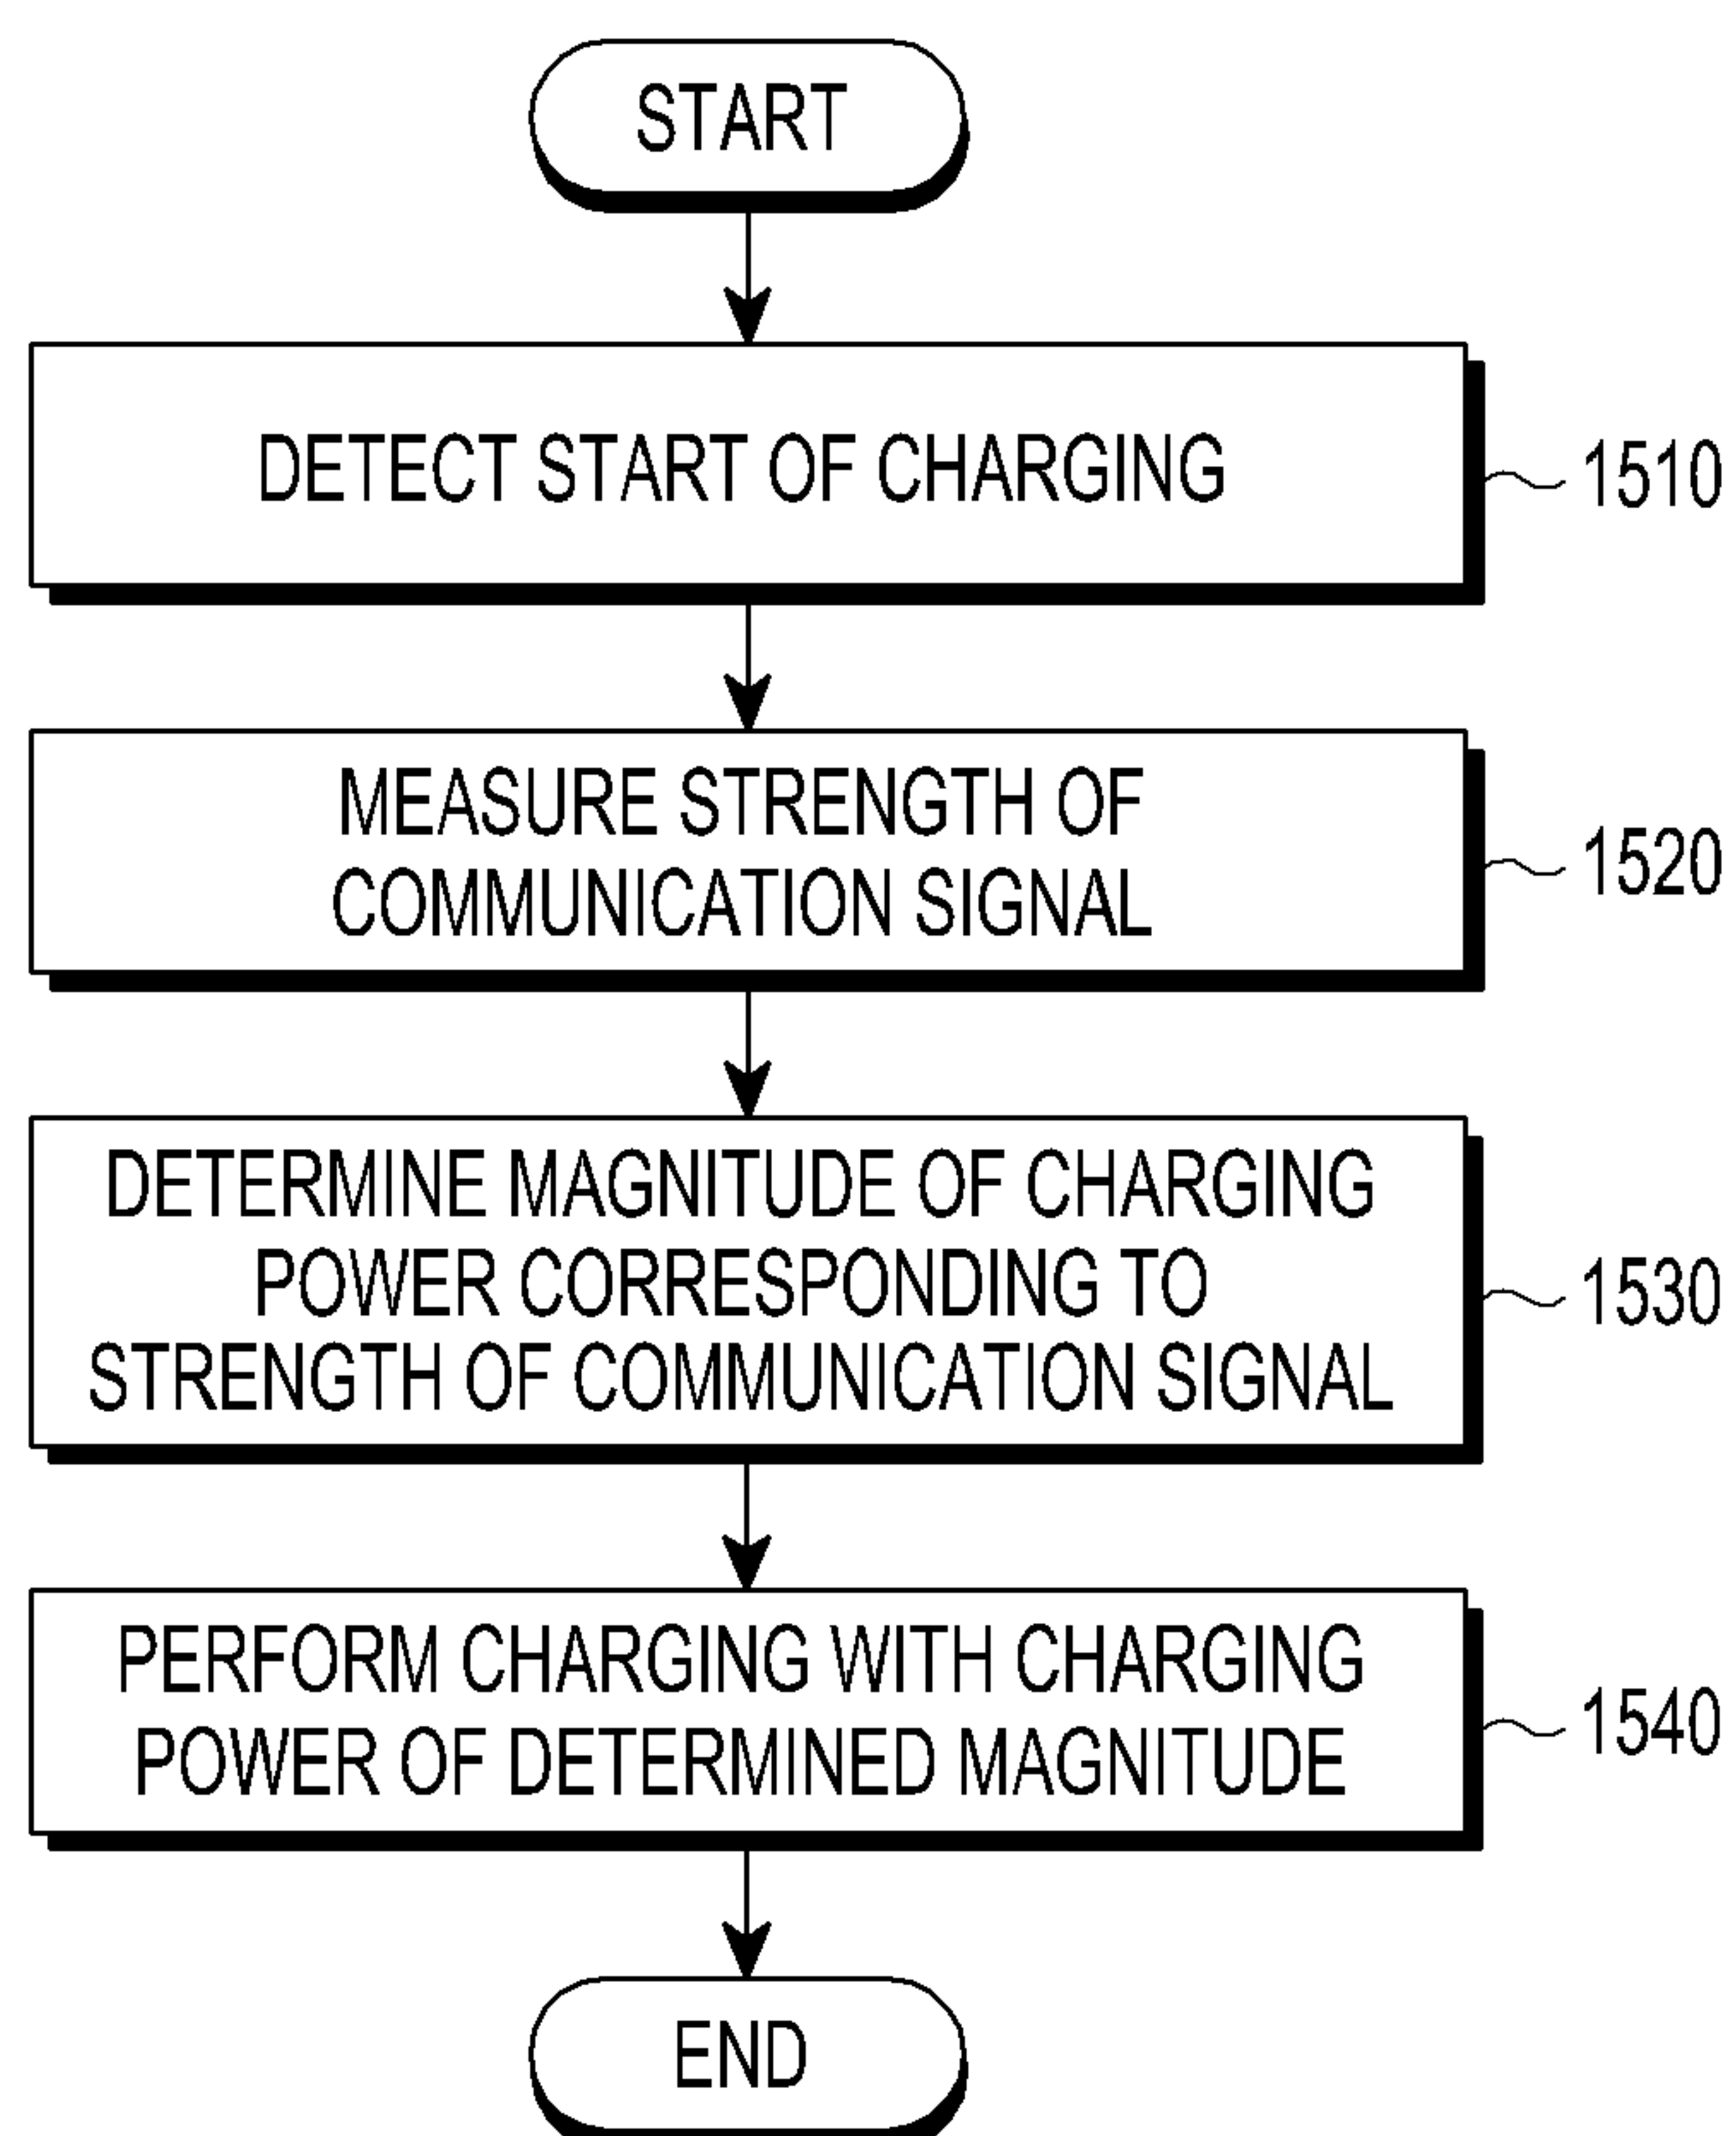 START
DETECT START OF CHARGING
1510
MEASURE STRENGTH OF
COMMUNICATION SIGNAL
1520
DETERMINE MAGNITUDE OF CHARGING
POWER CORRESPONDING TO
STRENGTH OF COMMUNICATION SIGNAL
1530
PERFORM CHARGING WITH CHARGING
POWER OF DETERMINED MAGNITUDE
1540
END